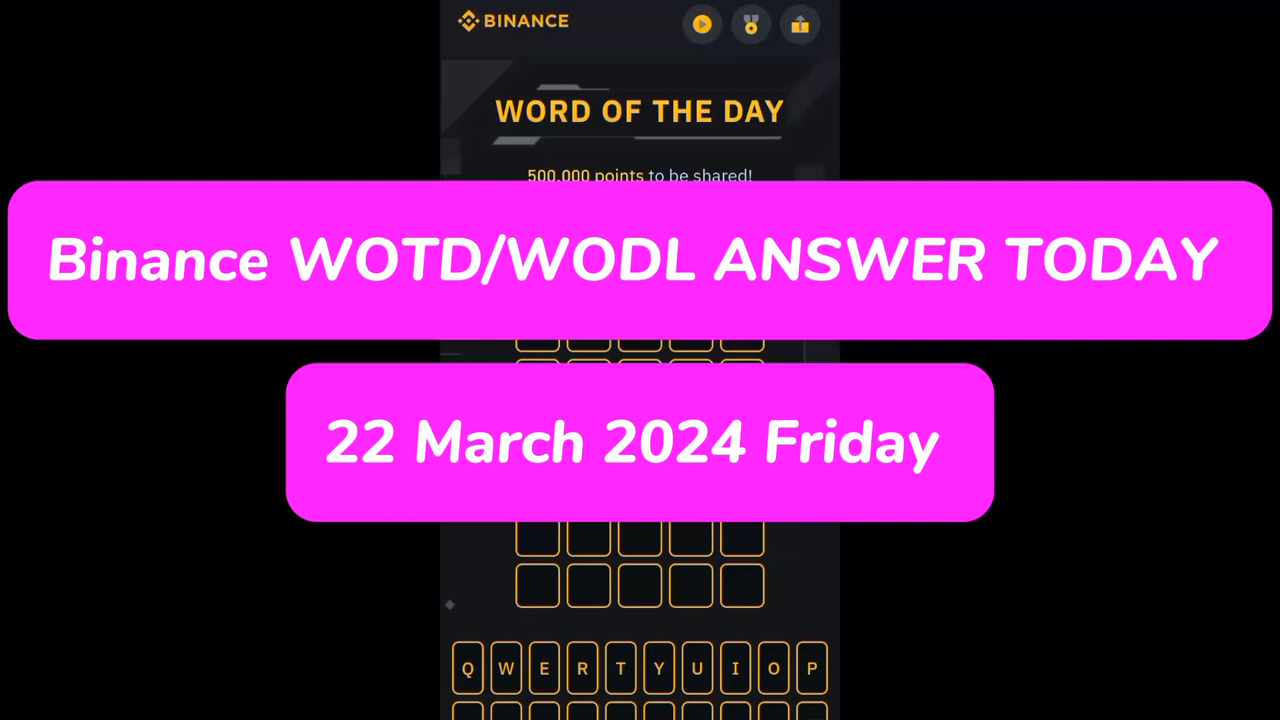 BINANCE
WORD OF THE DAY
500,000 points to be shared!
Binance WOTD/WODL ANSWER TODAY
22 March 2024 Friday
Q W E R T Y U I O P